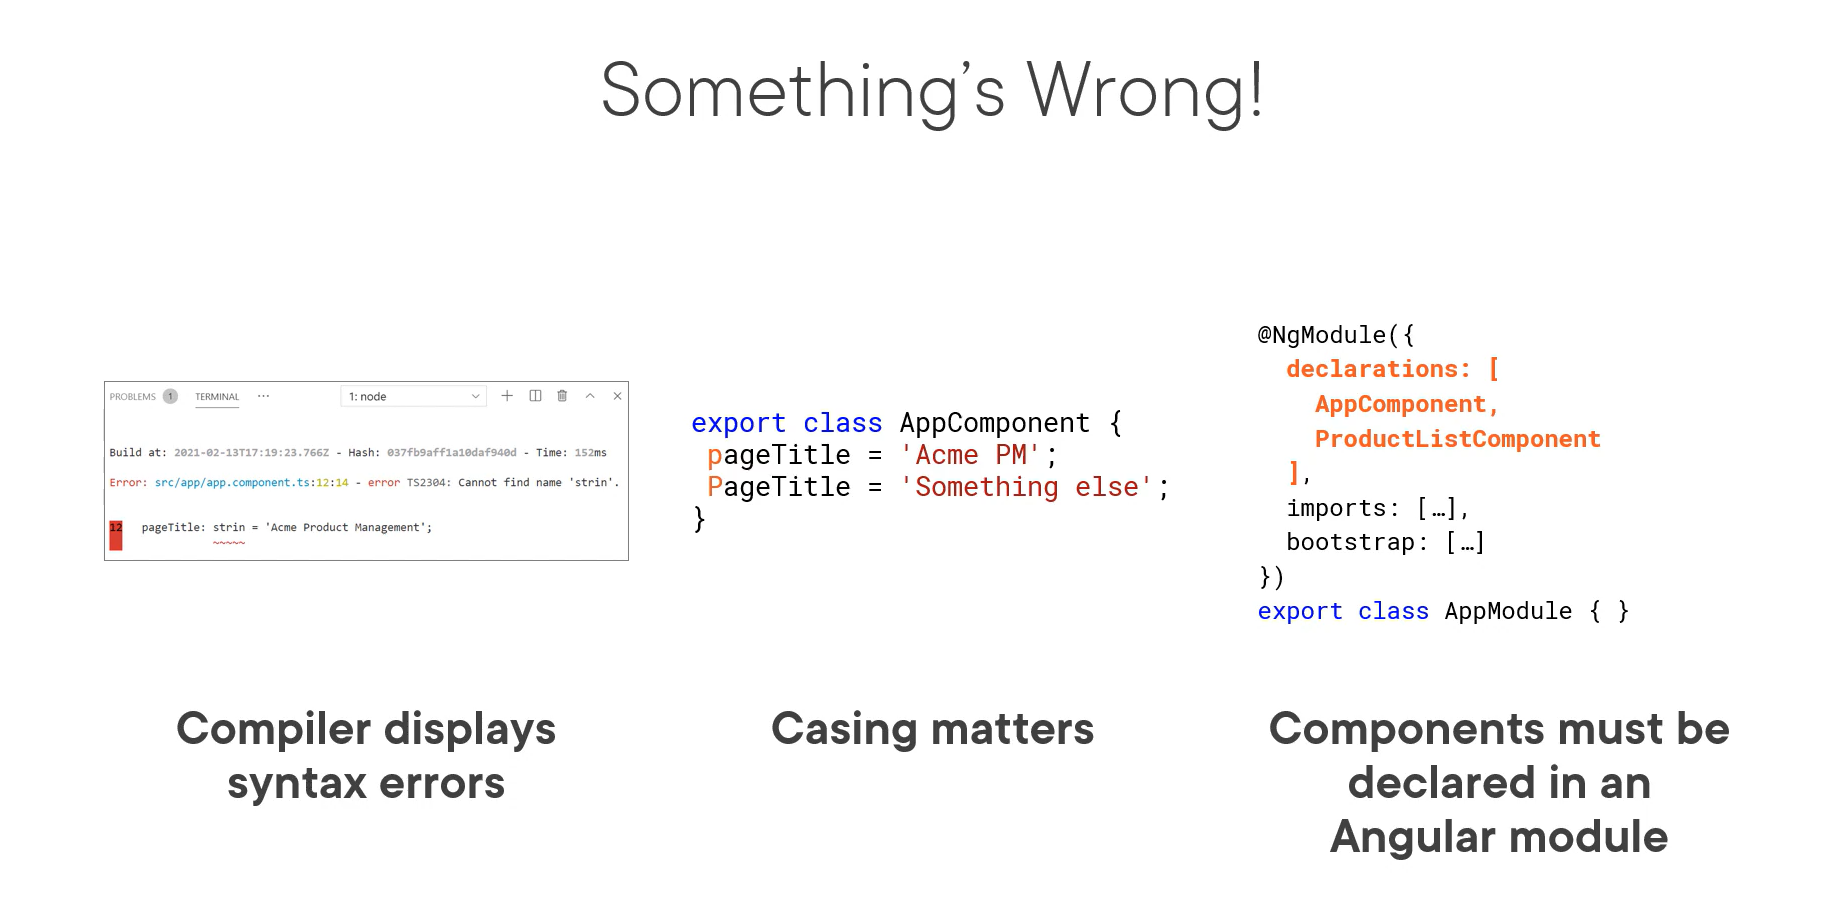 Something’s Wrong!
PROBLEMS 1 TERMINAL ··· 1: node
Build at: 2021-02-13T17:19:23.766Z - Hash: 037fb9aff1a10daf940d - Time: 152ms
Error: src/app/app.component.ts:12:14 - error TS2304: Cannot find name 'strin'.
12 pageTitle: strin = 'Acme Product Management';
~~~~~
Compiler displays
syntax errors
export class AppComponent {
pageTitle = 'Acme PM';
PageTitle = 'Something else';
}
Casing matters
@NgModule({
declarations: [
AppComponent,
ProductListComponent
],
imports: […],
bootstrap: […]
})
export class AppModule { }
Components must be
declared in an
Angular module